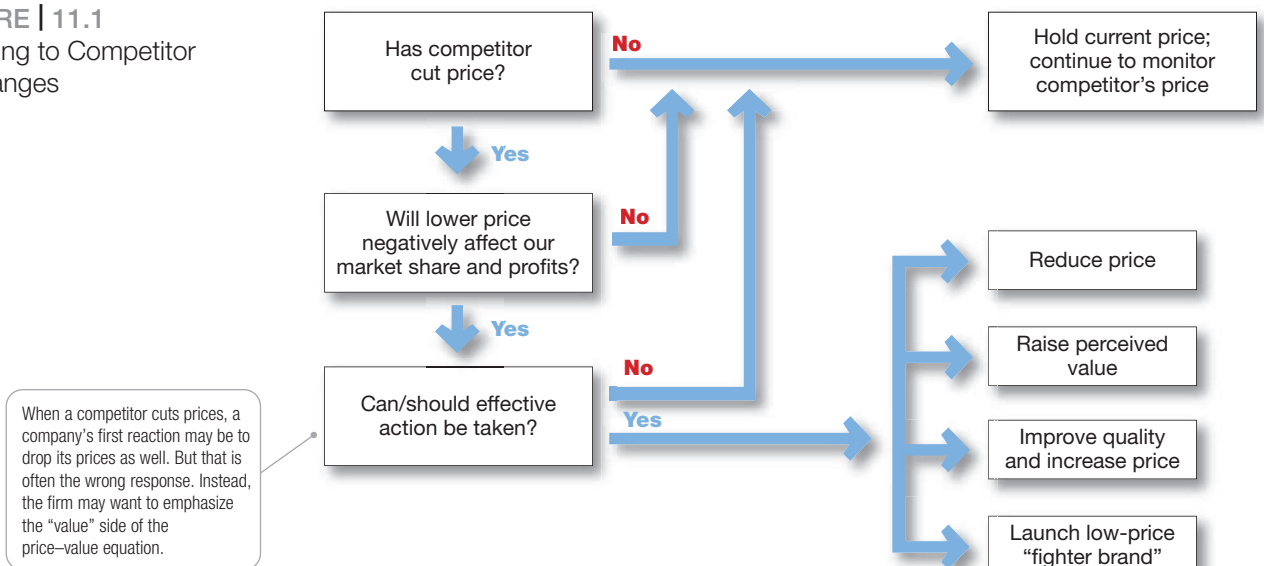 RE | 11.1
ing to Competitor
anges
Has competitor
cut price?
No
Hold current price;
continue to monitor
competitor’s price
Yes
Will lower price
negatively affect our
market share and profits?
No
Reduce price
Yes
Raise perceived
value
Can/should effective
action be taken?
No
Yes
Improve quality
and increase price
Launch low-price
“fighter brand”
When a competitor cuts prices, a
company’s first reaction may be to
drop its prices as well. But that is
often the wrong response. Instead,
the firm may want to emphasize
the “value” side of the
price–value equation.